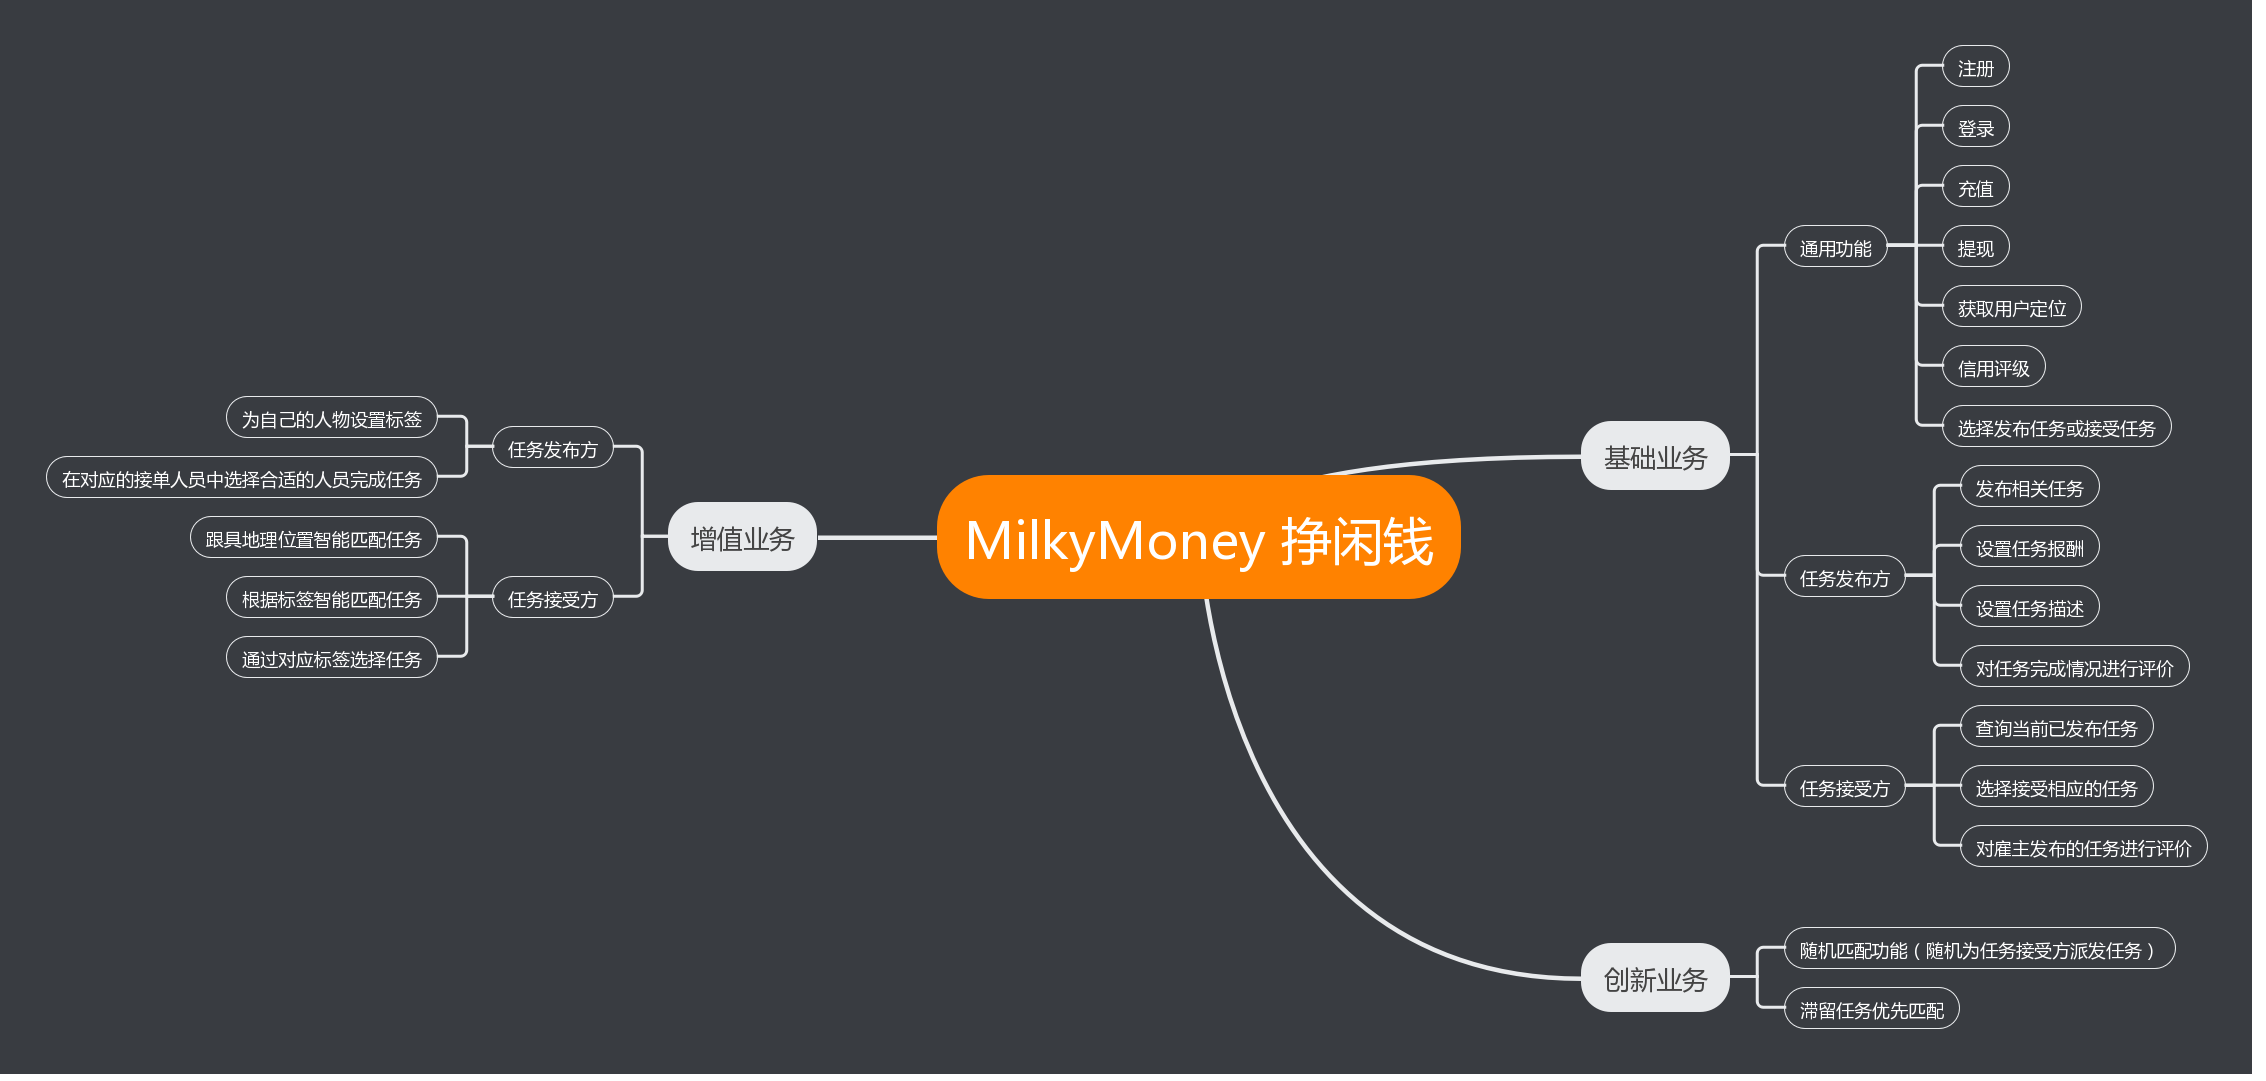 MilkyMoney 挣闲钱
基础业务
通用功能
注册
登录
充值
提现
获取用户定位
信用评级
选择发布任务或接受任务
任务发布方
发布相关任务
设置任务报酬
设置任务描述
对任务完成情况进行评价
任务接受方
查询当前已发布任务
选择接受相应的任务
对雇主发布的任务进行评价
创新业务
随机匹配功能（随机为任务接受方派发任务）
滞留任务优先匹配
增值业务
任务发布方
为自己的人物设置标签
在对应的接单人员中选择合适的人员完成任务
任务接受方
跟具地理位置智能匹配任务
根据标签智能匹配任务
通过对应标签选择任务